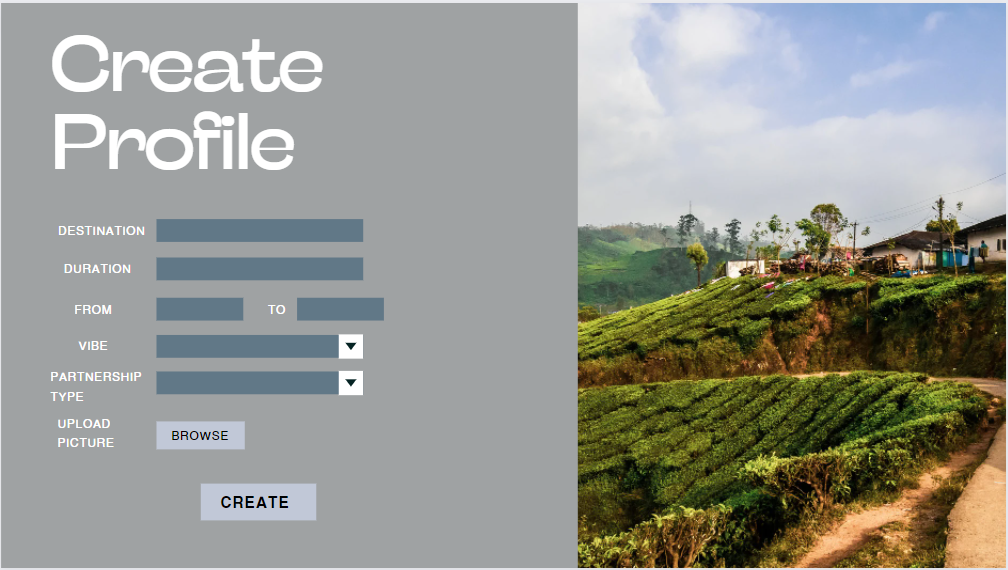 Create
Profile
DESTINATION
DURATION
FROM TO
VIBE
PARTNERSHIP
TYPE
UPLOAD
PICTURE
BROWSE
CREATE